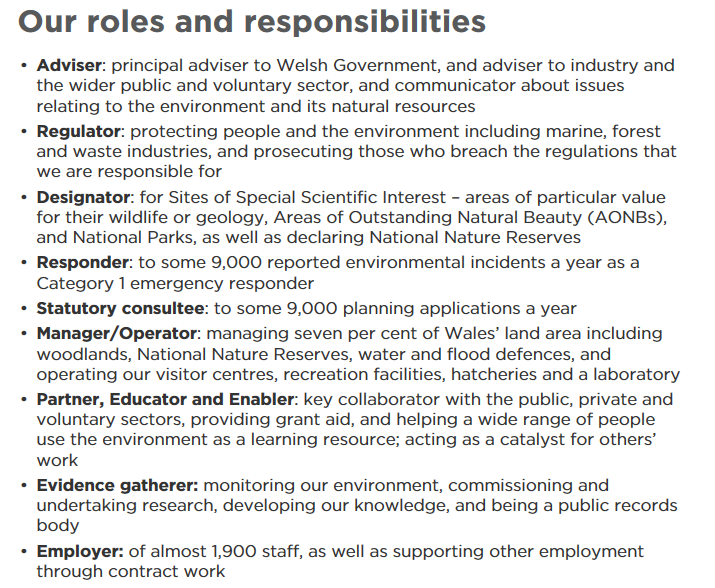 Our roles and responsibilities
• Adviser: principal adviser to Welsh Government, and adviser to industry and
the wider public and voluntary sector, and communicator about issues
relating to the environment and its natural resources
• Regulator: protecting people and the environment including marine, forest
and waste industries, and prosecuting those who breach the regulations that
we are responsible for
• Designator: for Sites of Special Scientific Interest – areas of particular value
for their wildlife or geology, Areas of Outstanding Natural Beauty (AONBs),
and National Parks, as well as declaring National Nature Reserves
• Responder: to some 9,000 reported environmental incidents a year as a
Category 1 emergency responder
• Statutory consultee: to some 9,000 planning applications a year
• Manager/Operator: managing seven per cent of Wales’ land area including
woodlands, National Nature Reserves, water and flood defences, and
operating our visitor centres, recreation facilities, hatcheries and a laboratory
• Partner, Educator and Enabler: key collaborator with the public, private and
voluntary sectors, providing grant aid, and helping a wide range of people
use the environment as a learning resource; acting as a catalyst for others’
work
• Evidence gatherer: monitoring our environment, commissioning and
undertaking research, developing our knowledge, and being a public records
body
• Employer: of almost 1,900 staff, as well as supporting other employment
through contract work